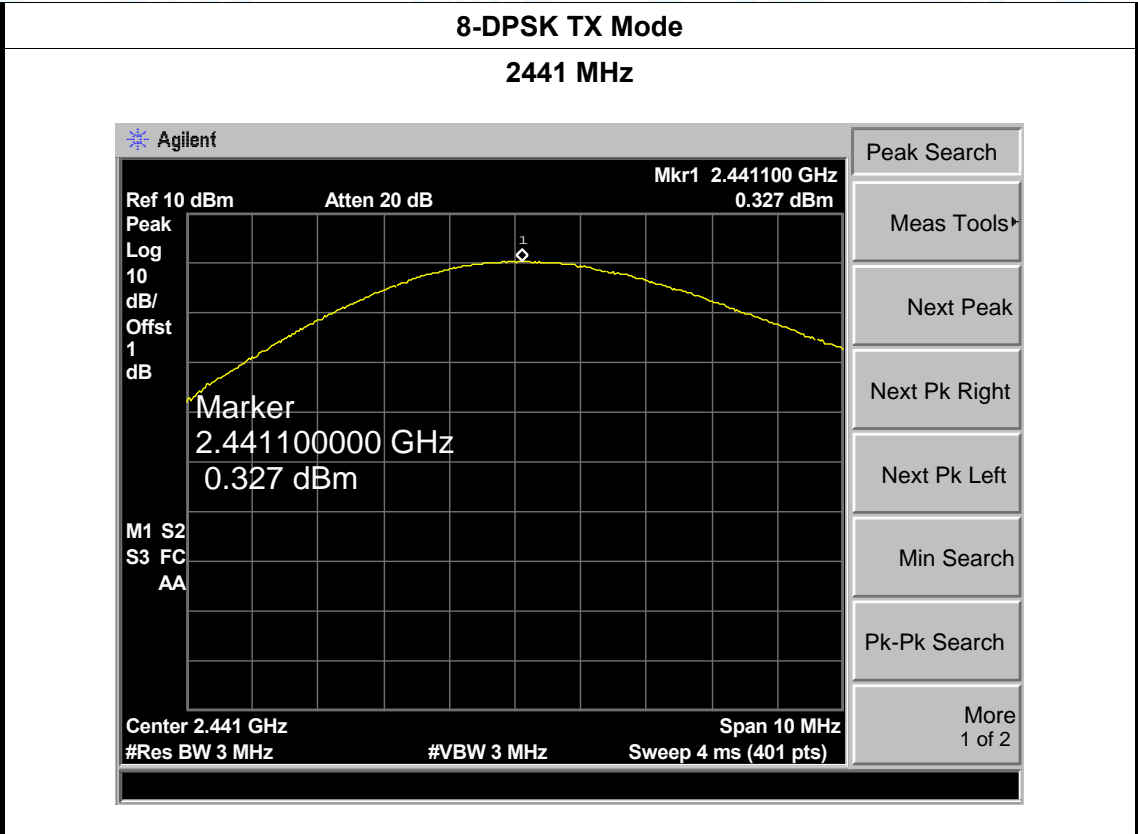 8-DPSK TX Mode
2441 MHz
Agilent
Peak Search
Mkr1 2.441100 GHz
Ref 10 dBm Atten 20 dB 0.327 dBm
Peak
Log
10
dB/
Offst
1
dB
1
Marker
2.441100000 GHz
0.327 dBm
M1 S2
S3 FC
AA
Center 2.441 GHz Span 10 MHz
#Res BW 3 MHz #VBW 3 MHz Sweep 4 ms (401 pts)
Meas Tools
Next Peak
Next Pk Right
Next Pk Left
Min Search
Pk-Pk Search
More
1 of 2